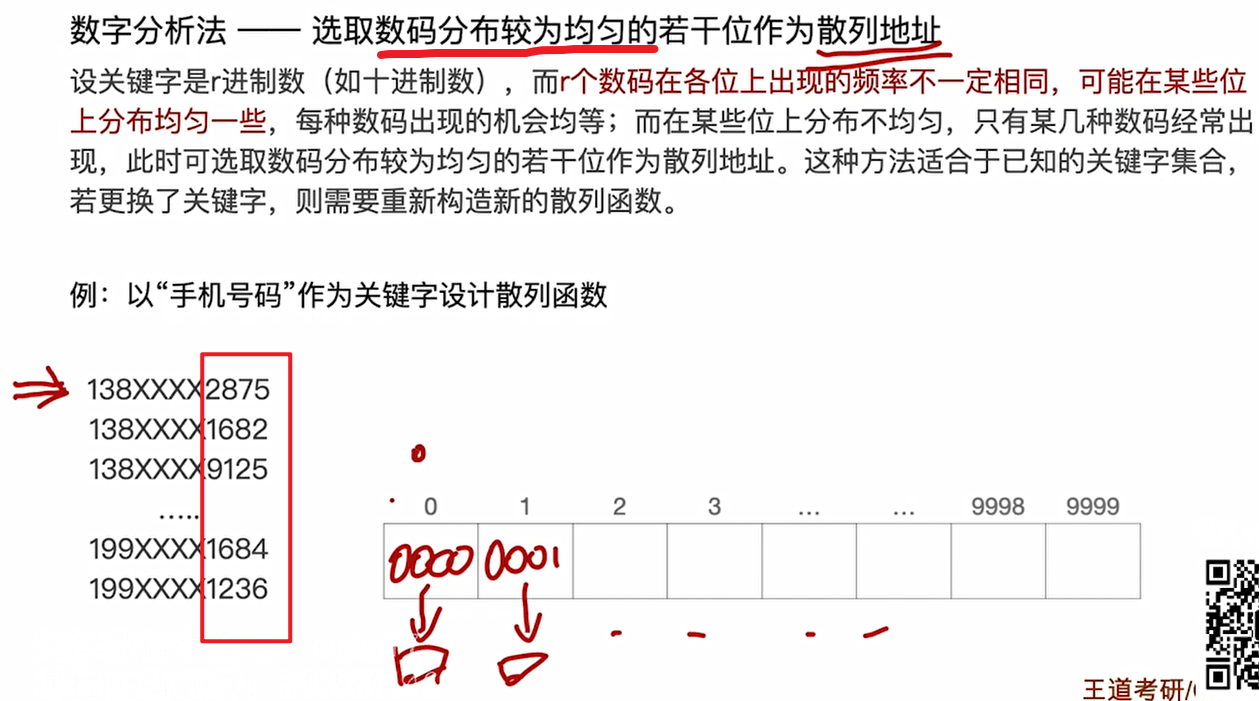 数字分析法 —— 选取数码分布较为均匀的若干位作为散列地址
设关键字是r进制数（如十进制数），而r个数码在各位上出现的频率不一定相同，可能在某些位
上分布均匀一些，每种数码出现的机会均等；而在某些位上分布不均匀，只有某几种数码经常出
现，此时可选取数码分布较为均匀的若干位作为散列地址。这种方法适合于已知的关键字集合，
若更换了关键字，则需要重新构造新的散列函数。
例：以“手机号码”作为关键字设计散列函数
138XXXX2875
138XXXX1682
138XXXX9125
.....
199XXXX1684
199XXXX1236
0 1 2 3 ... ... 9998 9999
0000 0001
王道考研/